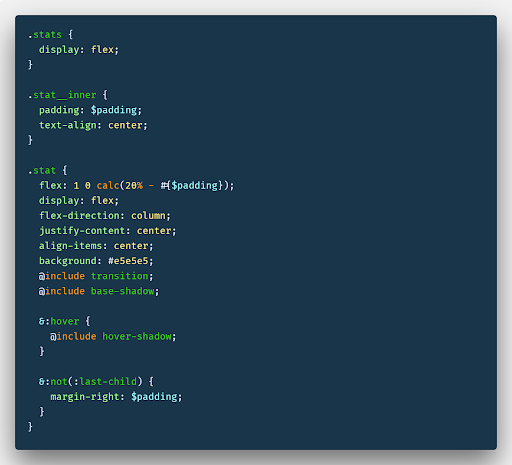 .stats {
  display: flex;
}

.stat__inner {
  padding: $padding;
  text-align: center;
}

.stat {
  flex: 1 0 calc(20% - #{$padding});
  display: flex;
  flex-direction: column;
  justify-content: center;
  align-items: center;
  background: #e5e5e5;
  @include transition;
  @include base-shadow;

  &:hover {
    @include hover-shadow;
  }

  &:not(:last-child) {
    margin-right: $padding;
  }
}